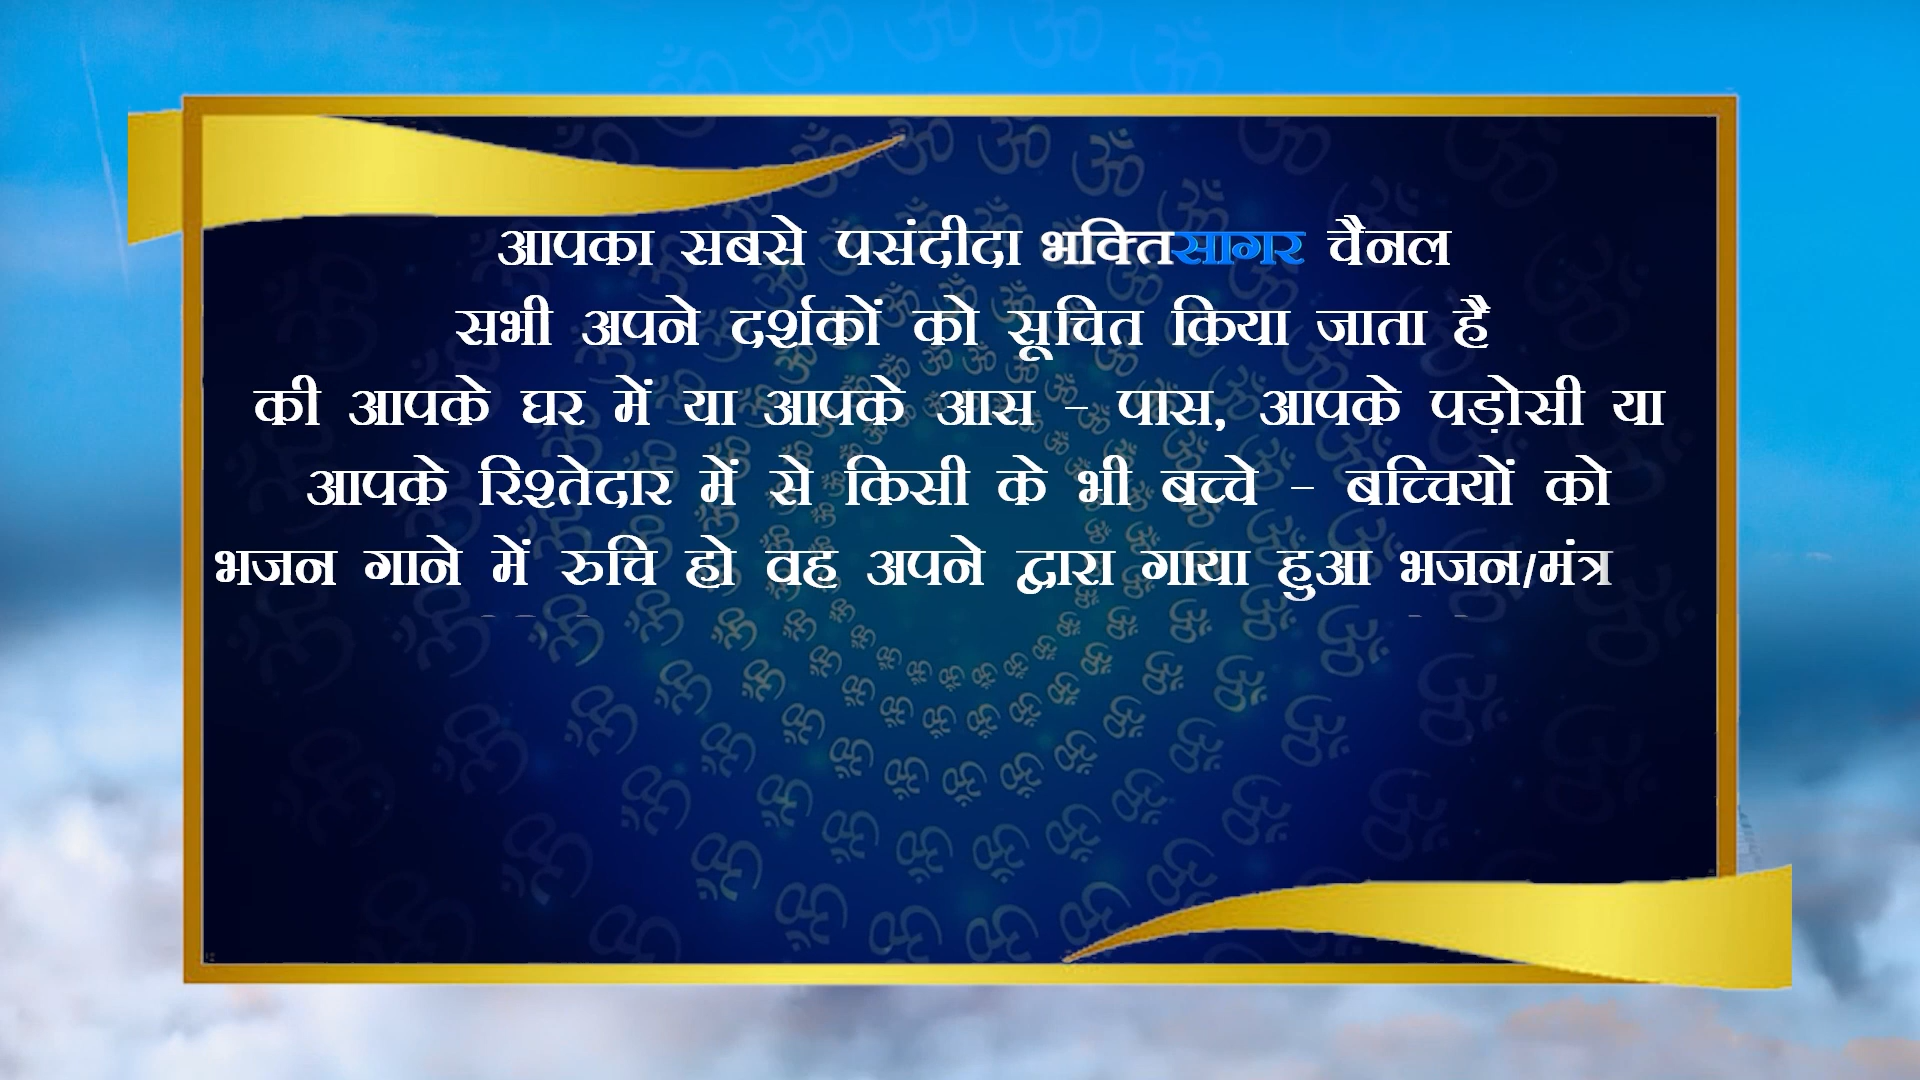 आपका सबसे पसंदीदा भक्तिसागर चैनल
सभी अपने दर्शकों को सूचित किया जाता है
की आपके घर में या आपके आस - पास, आपके पड़ोसी या
आपके रिश्तेदार में से किसी के भी बच्चे - बच्चियों को
भजन गाने में रुचि हो वह अपने द्वारा गाया हुआ भजन/मंत्र